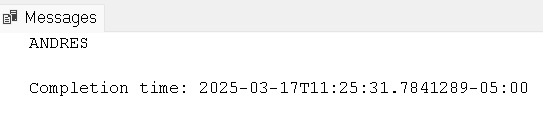 Messages
ANDRES
Completion time: 2025-03-17T11:25:31.7841289-05:00